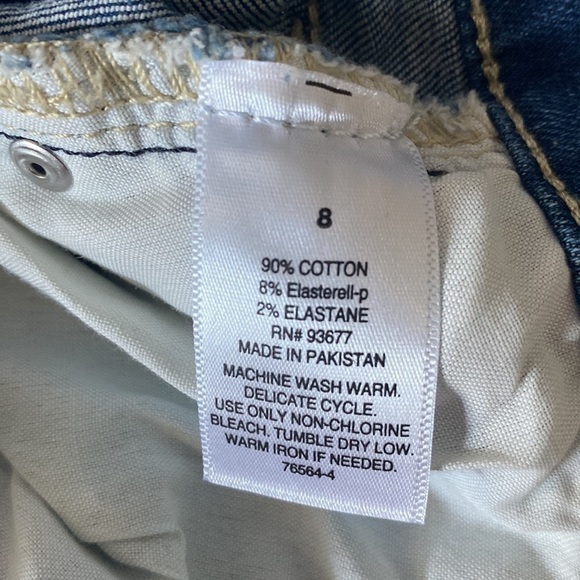 8
90% COTTON
8% Elasterell-p
2% ELASTANE
RN# 93677
MADE IN PAKISTAN
MACHINE WASH WARM.
DELICATE CYCLE.
USE ONLY NON-CHLORINE
BLEACH. TUMBLE DRY LOW.
WARM IRON IF NEEDED.
76564-4